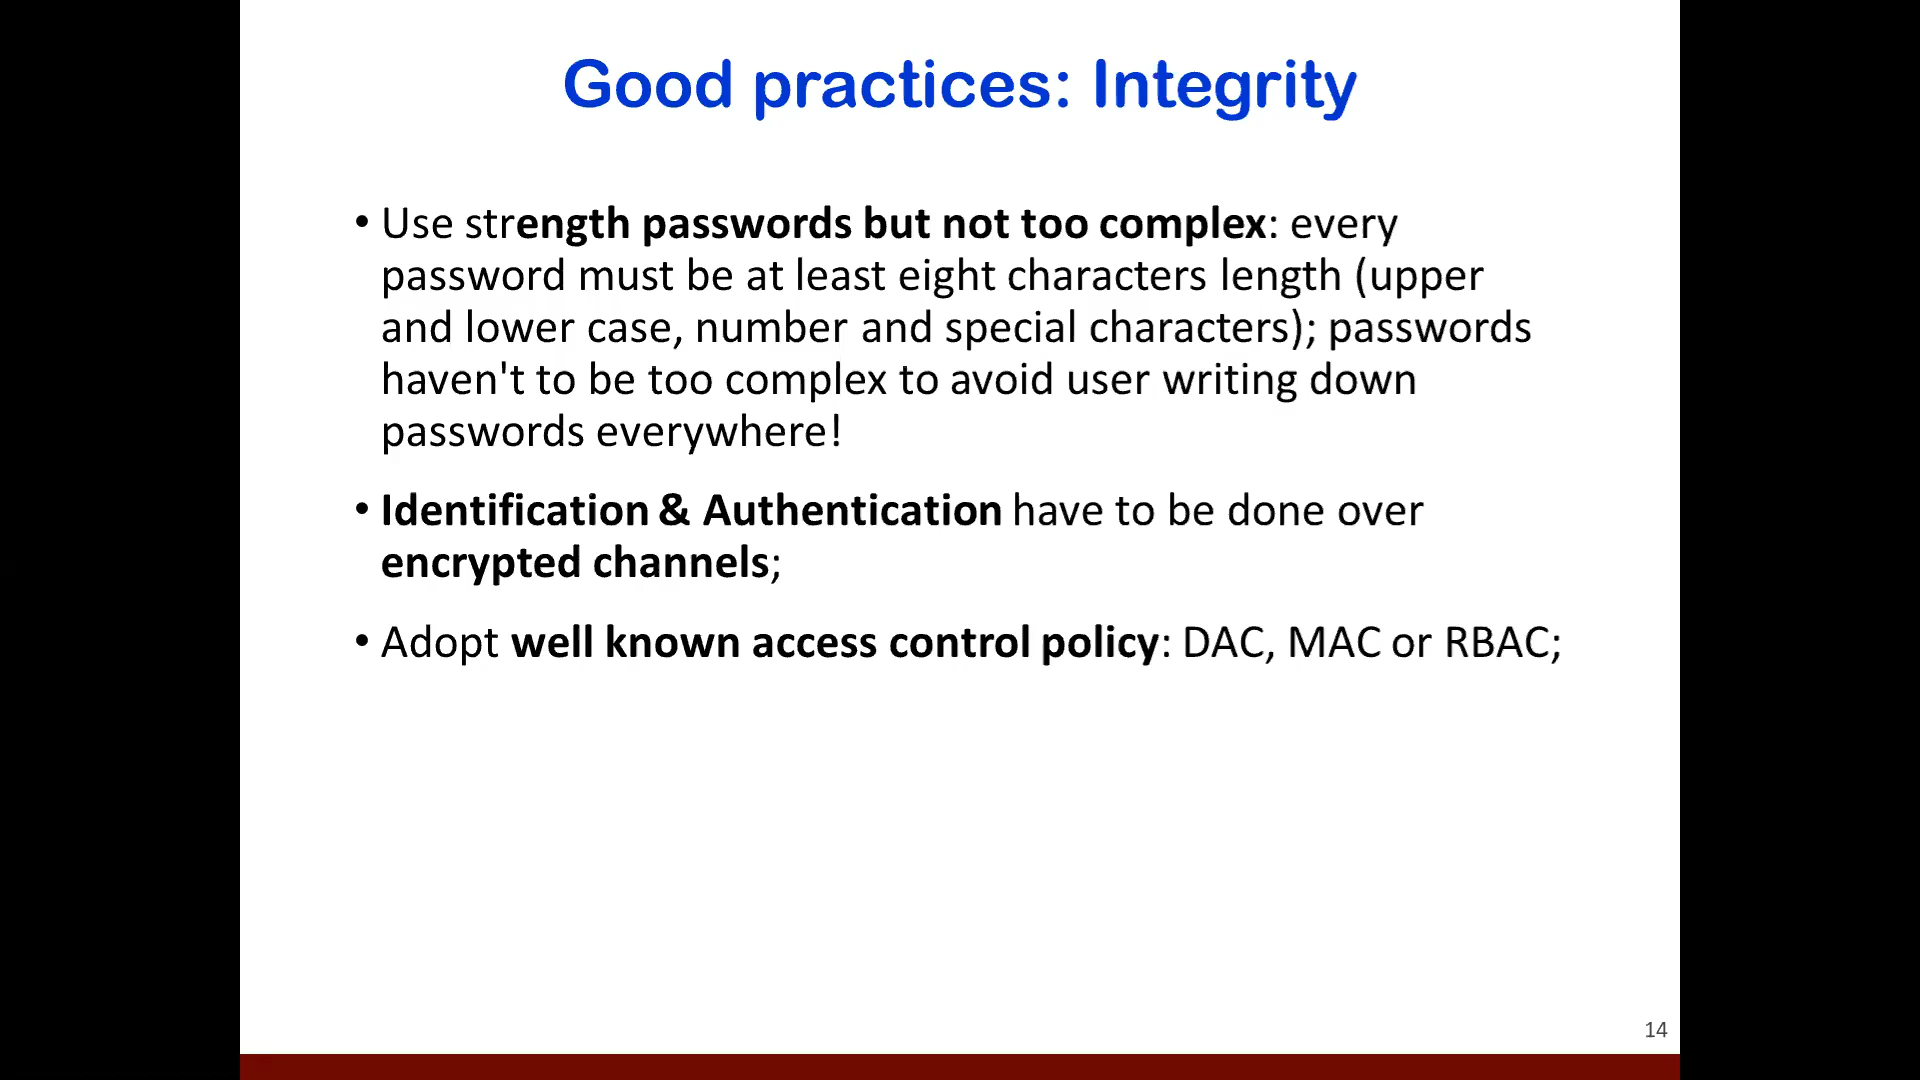 Good practices: Integrity
• Use strength passwords but not too complex: every
password must be at least eight characters length (upper
and lower case, number and special characters); passwords
haven't to be too complex to avoid user writing down
passwords everywhere!
• Identification & Authentication have to be done over
encrypted channels;
• Adopt well known access control policy: DAC, MAC or RBAC;
14